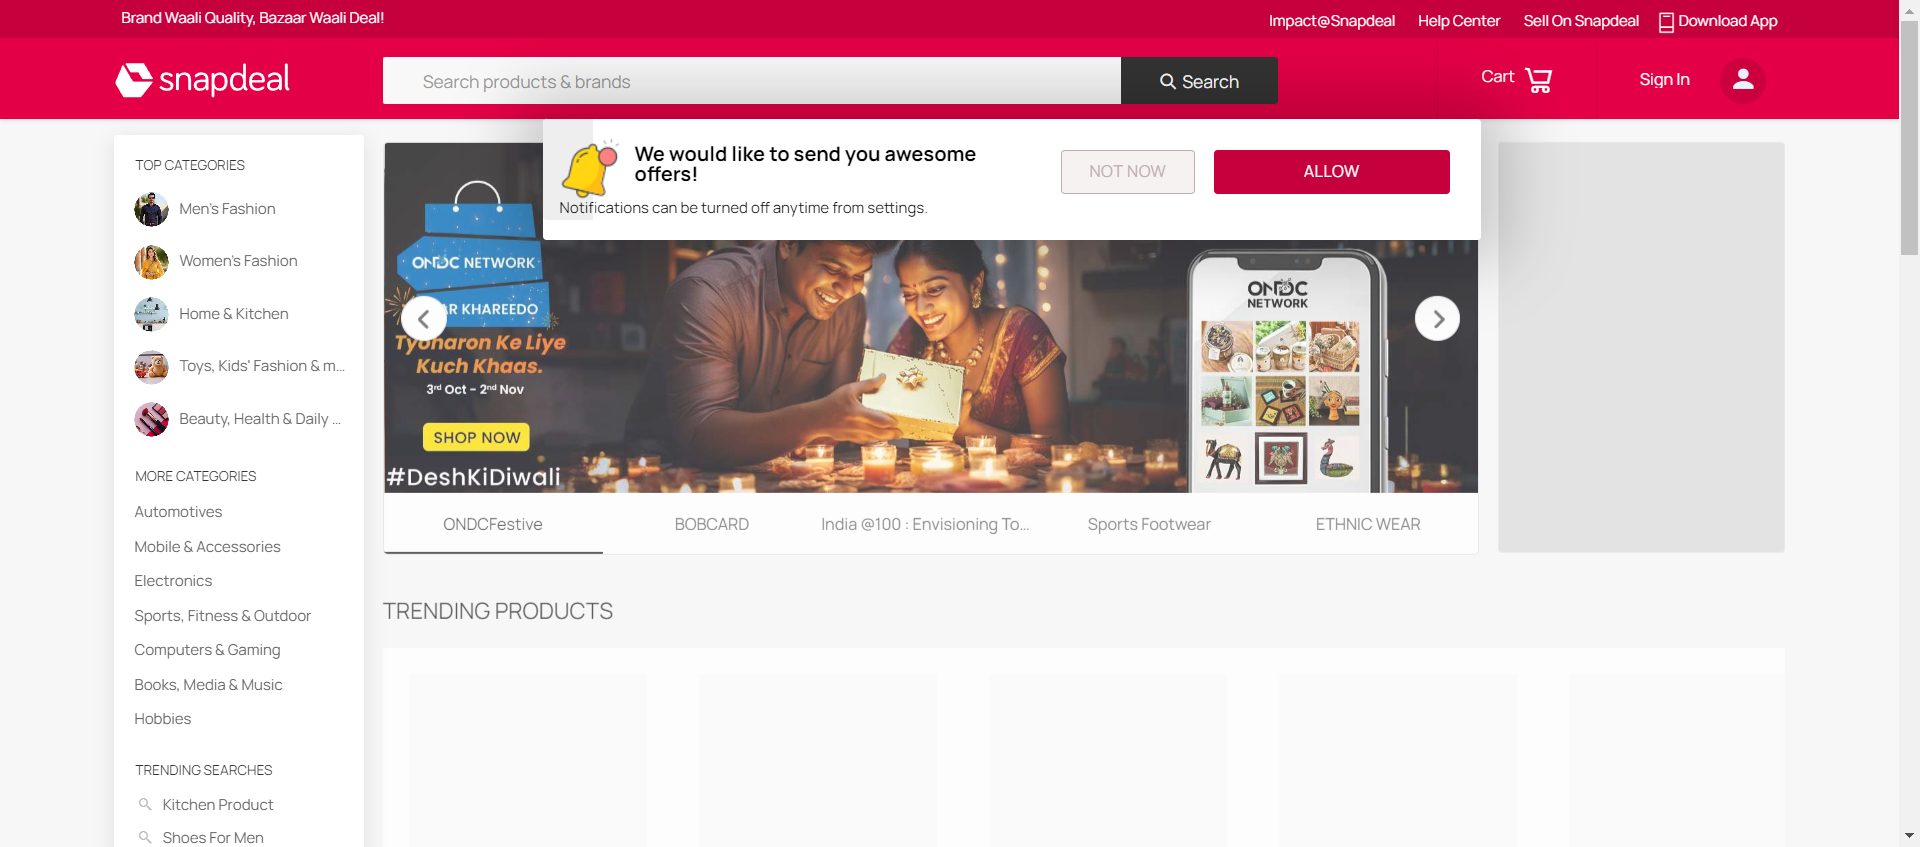 Brand Waali Quality, Bazaar Waali Deal!
Impact@Snapdeal
Help Center
Sell On Snapdeal
Download App
snapdeal
Search products & brands
Search
Cart
Sign In
We would like to send you awesome
offers!
Notifications can be turned off anytime from settings.
NOT NOW
ALLOW
TOP CATEGORIES
Men's Fashion
Women's Fashion
Home & Kitchen
Toys, Kids' Fashion & m...
Beauty, Health & Daily ...
MORE CATEGORIES
Automotives
Mobile & Accessories
Electronics
Sports, Fitness & Outdoor
Computers & Gaming
Books, Media & Music
Hobbies
TRENDING SEARCHES
Kitchen Product
Shoes For Men
ONDC NETWORK
KHAREEDO
Tyoharon Ke Liye
Kuch Khaas.
3rd Oct - 2nd Nov
SHOP NOW
#DeshKiDiwali
ONDC
NETWORK
ONDCFestive
BOBCARD
India @100 : Envisioning To...
Sports Footwear
ETHNIC WEAR
TRENDING PRODUCTS